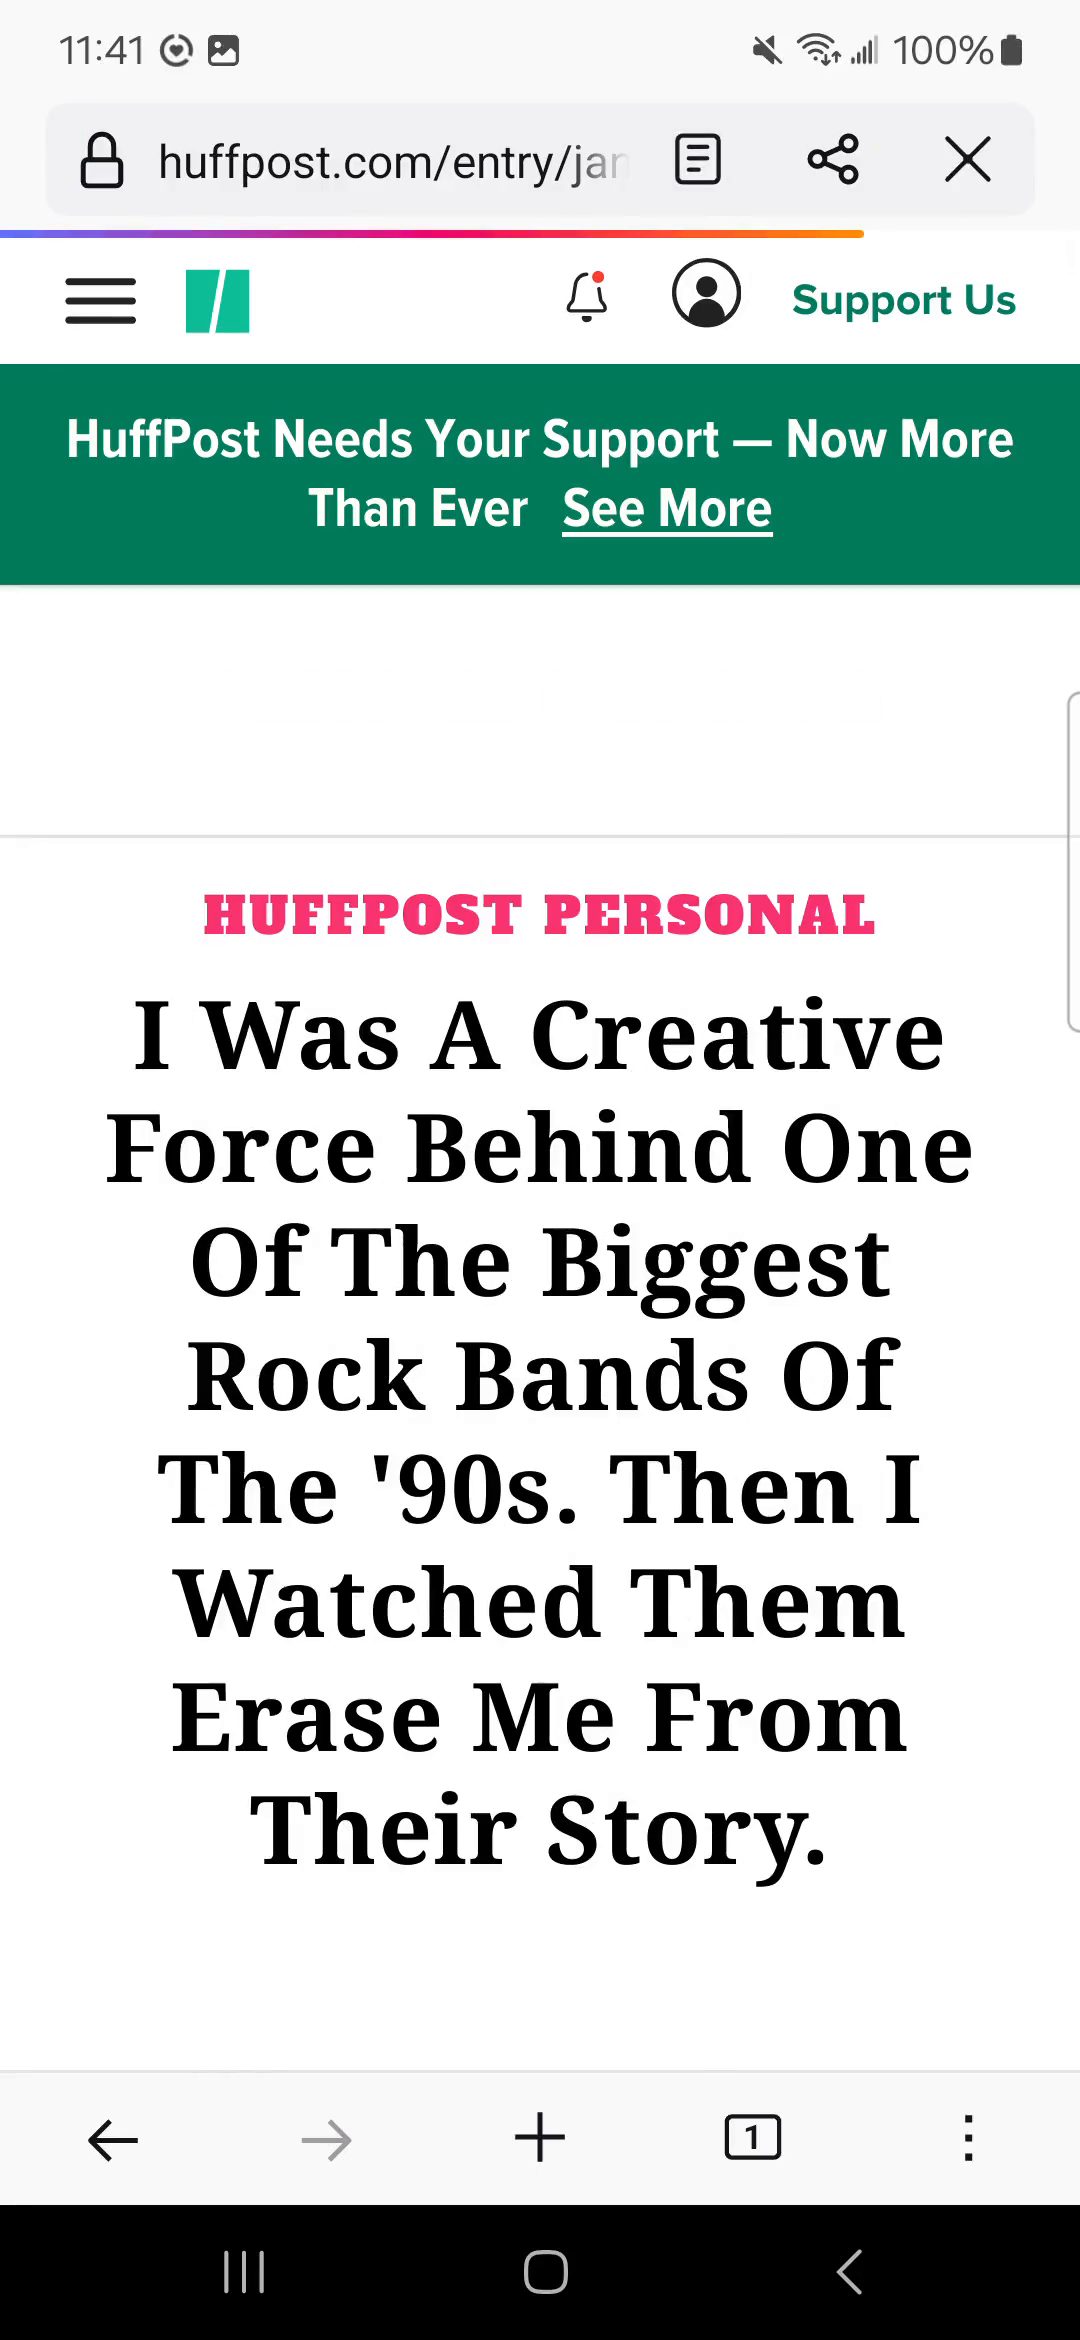 11:41
100%
huffpost.com/entry/jan
Support Us
HuffPost Needs Your Support — Now More
Than Ever See More
HUFFPOST PERSONAL
I Was A Creative
Force Behind One
Of The Biggest
Rock Bands Of
The '90s. Then I
Watched Them
Erase Me From
Their Story.
1